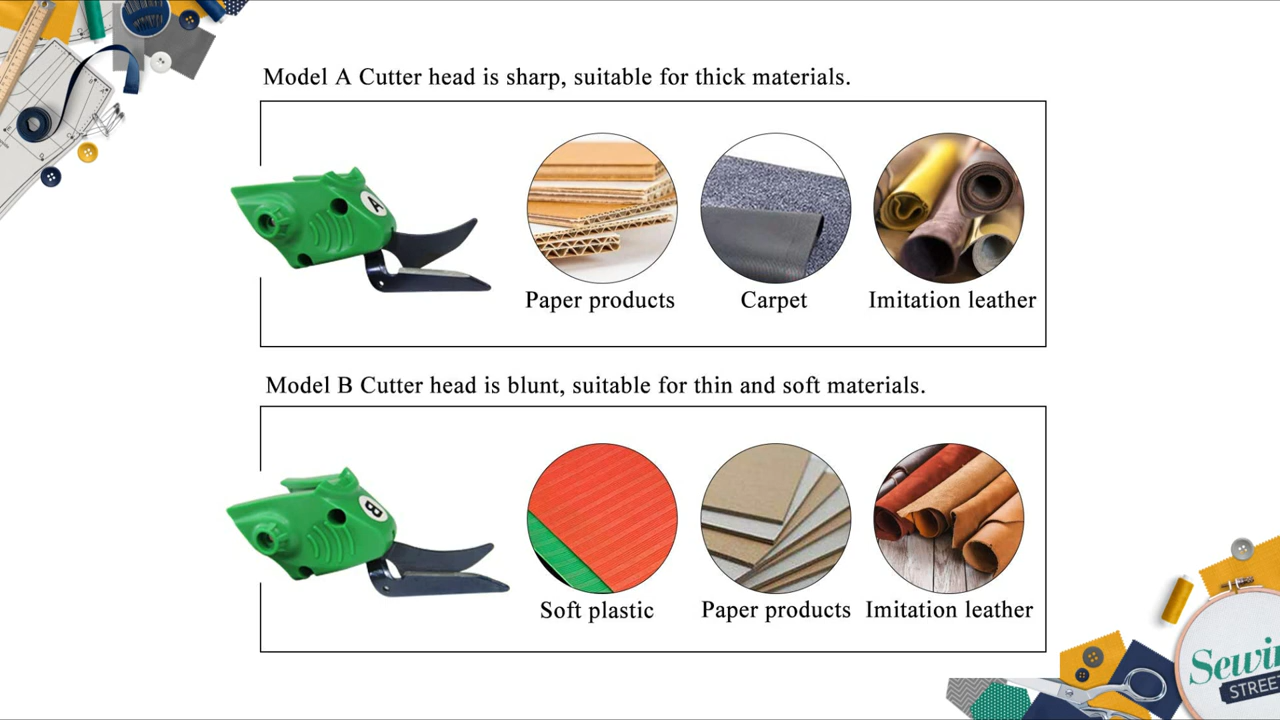 Model A Cutter head is sharp, suitable for thick materials.
A
Paper products
Carpet
Imitation leather
Model B Cutter head is blunt, suitable for thin and soft materials.
B
Soft plastic
Paper products
Imitation leather
STREE